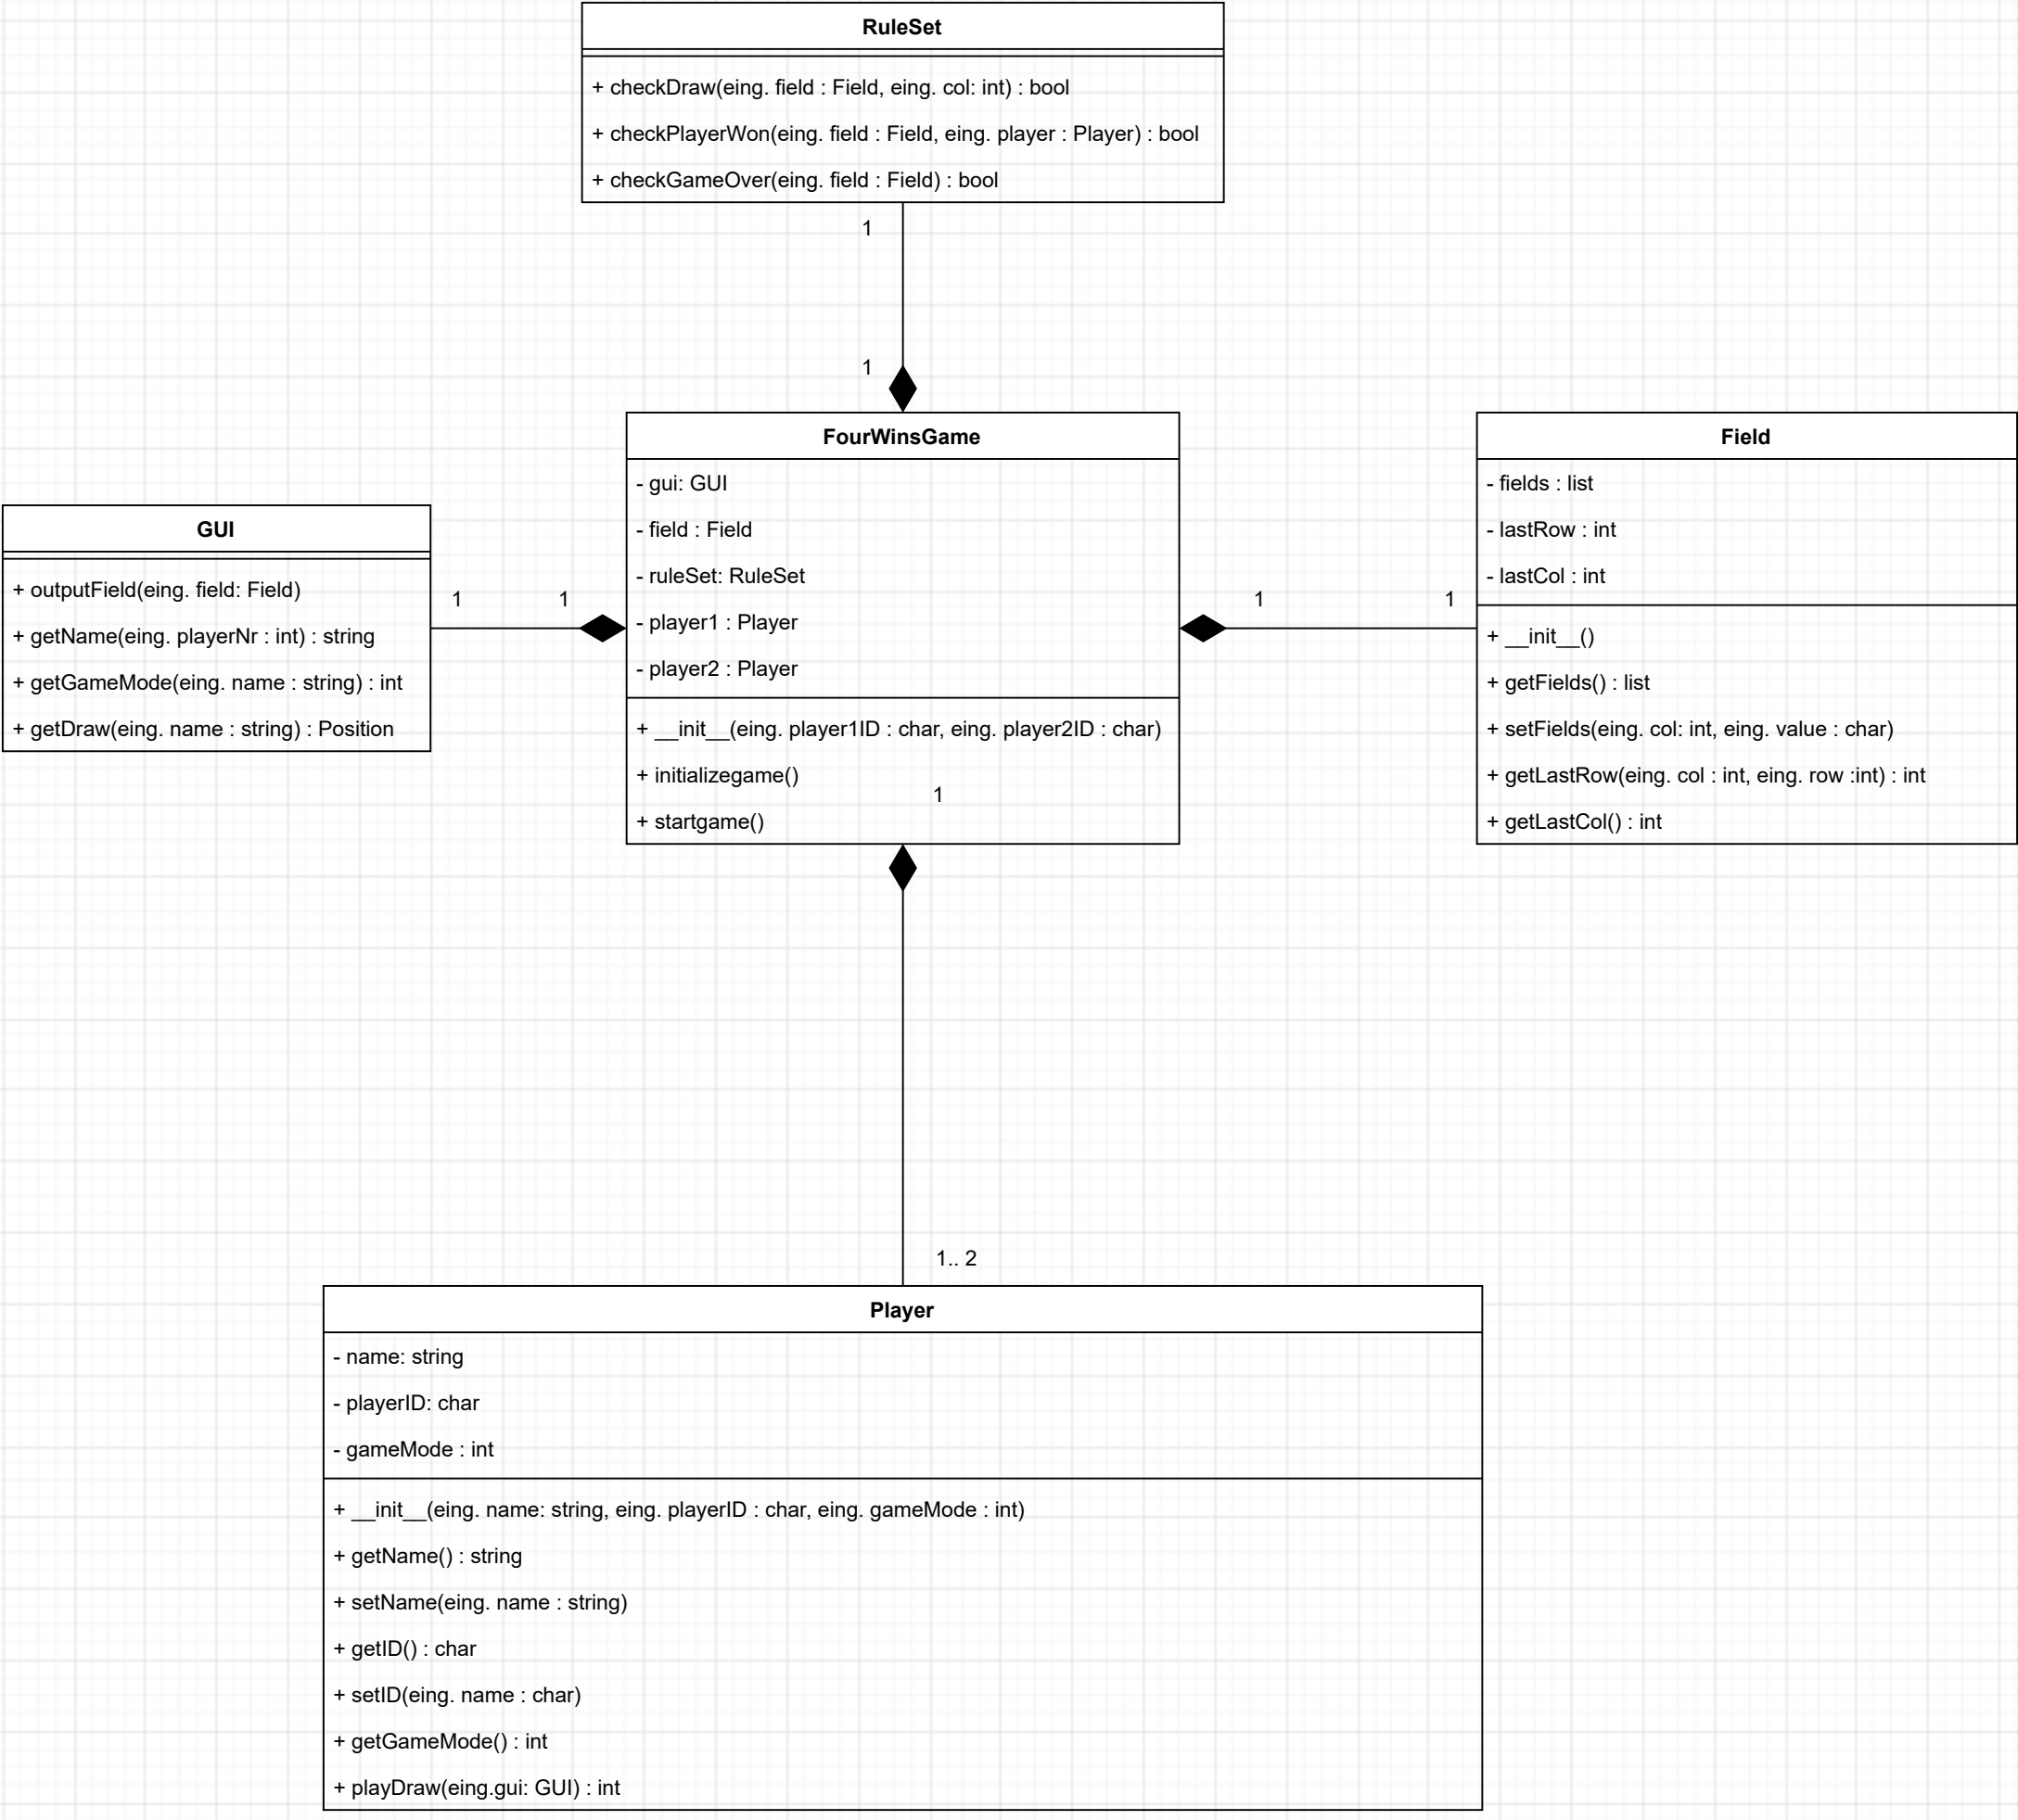 RuleSet
+ checkDraw(eing. field : Field, eing. col: int) : bool
+ checkPlayerWon(eing. field : Field, eing. player : Player) : bool
+ checkGameOver(eing. field : Field) : bool
1
1
FourWinsGame
- gui: GUI
- field : Field
- ruleSet: RuleSet
- player1 : Player
- player2 : Player
+ __init__(eing. player1ID : char, eing. player2ID : char)
+ initializegame()
1
+ startgame()
Field
- fields : list
- lastRow : int
- lastCol : int
+ __init__()
+ getFields() : list
+ setFields(eing. col: int, eing. value : char)
+ getLastRow(eing. col : int, eing. row :int) : int
+ getLastCol() : int
GUI
+ outputField(eing. field: Field)
+ getName(eing. playerNr : int) : string
+ getGameMode(eing. name : string) : int
+ getDraw(eing. name : string) : Position
1
1
1
1
1.. 2
Player
- name: string
- playerID: char
- gameMode : int
+ __init__(eing. name: string, eing. playerID : char, eing. gameMode : int)
+ getName() : string
+ setName(eing. name : string)
+ getID() : char
+ setID(eing. name : char)
+ getGameMode() : int
+ playDraw(eing.gui: GUI) : int